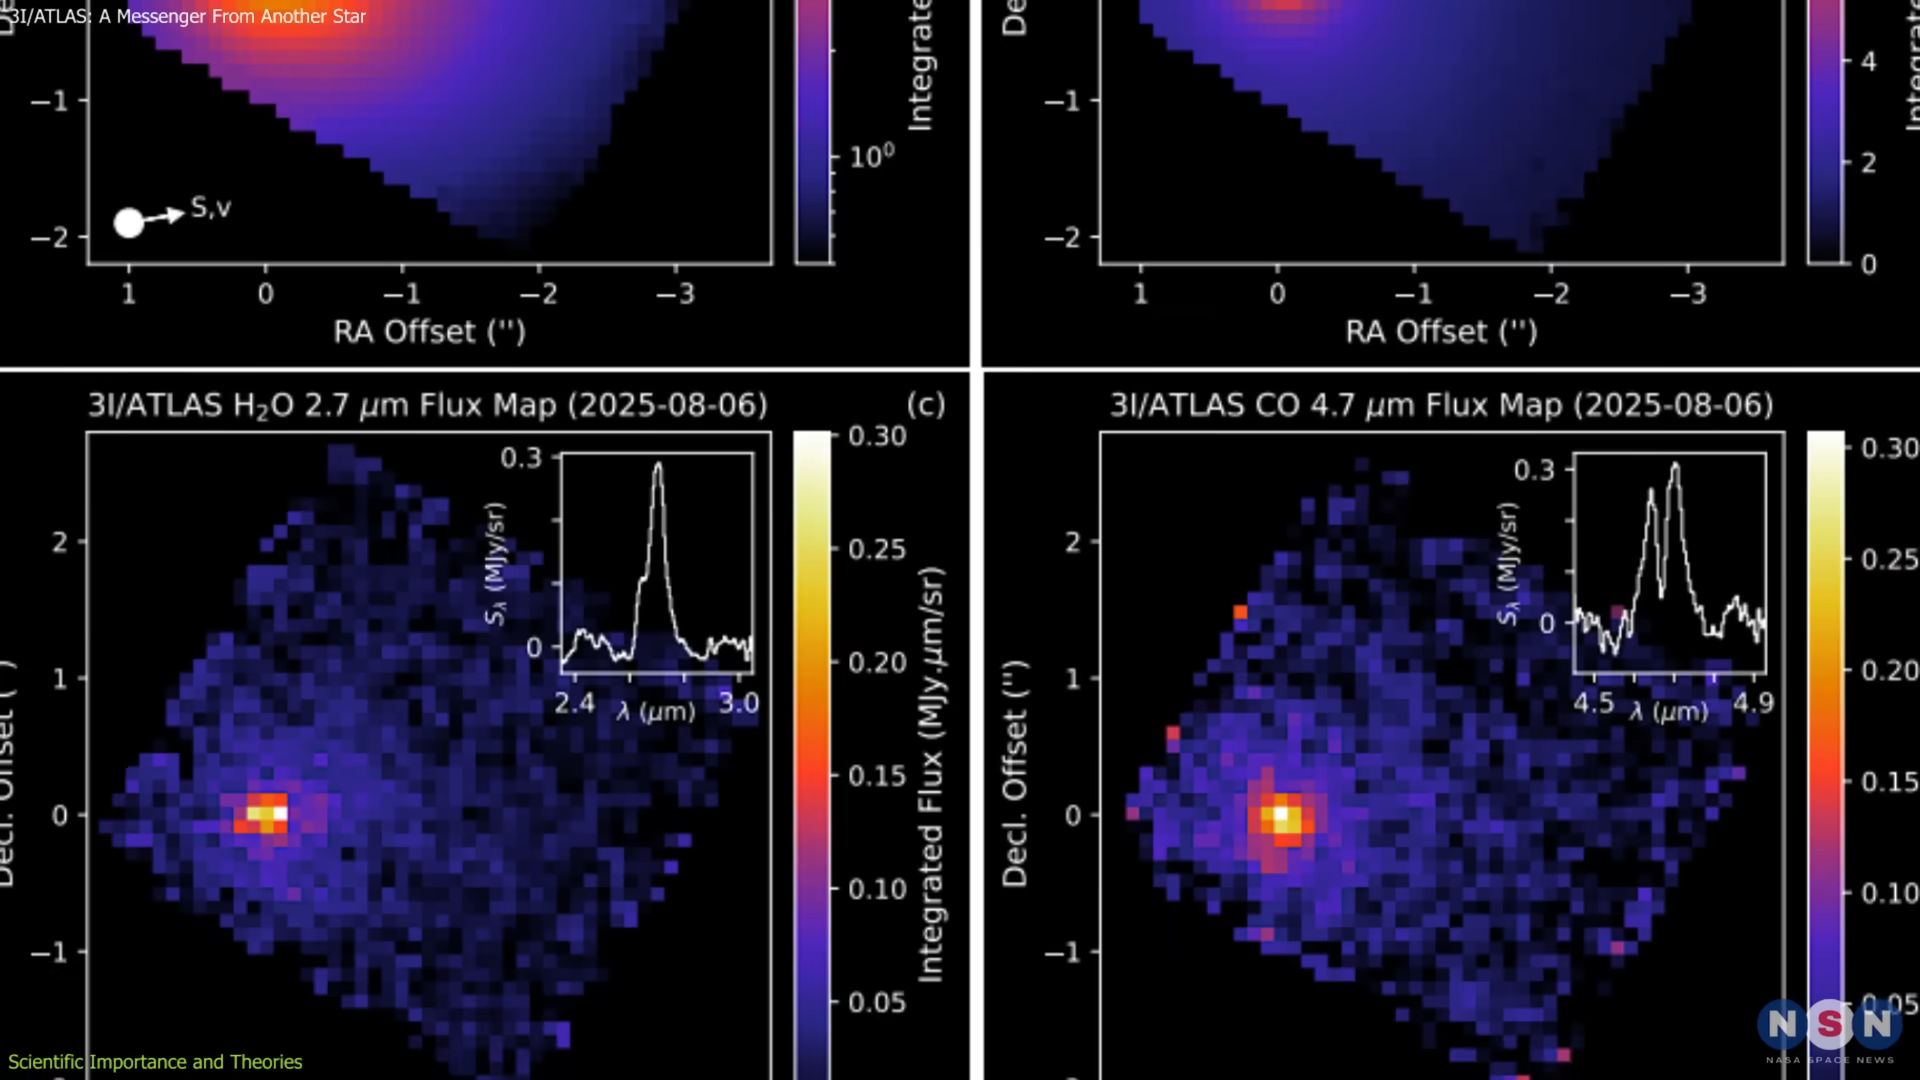 3I/ATLAS: A Messenger From Another Star
−1
−2
10⁰
S,v
1 0 −1 −2 −3
RA Offset ('')
Integrate
−1
−2
4
2
0
1 0 −1 −2 −3
RA Offset ('')
3I/ATLAS H₂O 2.7 μm Flux Map (2025-08-06) (c)
2
1
0
−1
Decl. Offset ('')
0.3
0
Sλ (MJy/sr)
2.4 λ (μm) 3.0
0.30
0.25
0.20
0.15
0.10
0.05
Integrated Flux (MJy.μm/sr)
3I/ATLAS CO 4.7 μm Flux Map (2025-08-06)
2
1
0
−1
Decl. Offset ('')
0.3
0
Sλ (MJy/sr)
4.5 λ (μm) 4.9
0.30
0.25
0.20
0.15
0.10
0.05
NSN
NASA SPACE NEWS
Scientific Importance and Theories